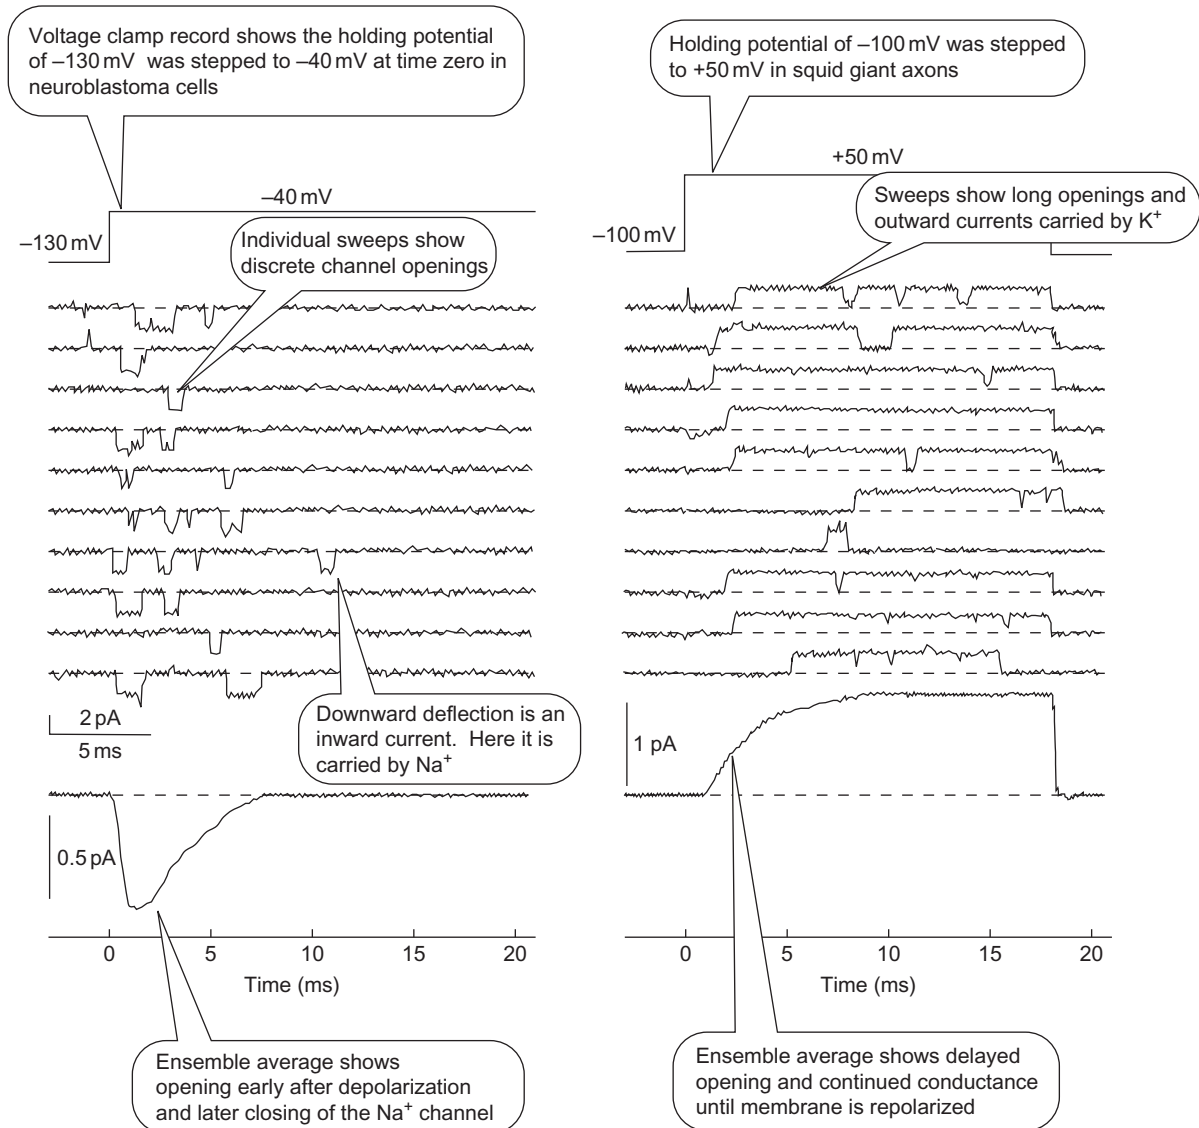 Voltage clamp record shows the holding potential
of –130 mV was stepped to –40 mV at time zero in
neuroblastoma cells
Holding potential of –100 mV was stepped
to +50 mV in squid giant axons
–40 mV
–130 mV
Individual sweeps show
discrete channel openings
+50 mV
–100 mV
Sweeps show long openings and
outward currents carried by K⁺
2 pA
5 ms
Downward deflection is an
inward current. Here it is
carried by Na⁺
1 pA
0.5 pA
0 5 10 15 20
Time (ms)
0 5 10 15 20
Time (ms)
Ensemble average shows
opening early after depolarization
and later closing of the Na⁺ channel
Ensemble average shows delayed
opening and continued conductance
until membrane is repolarized